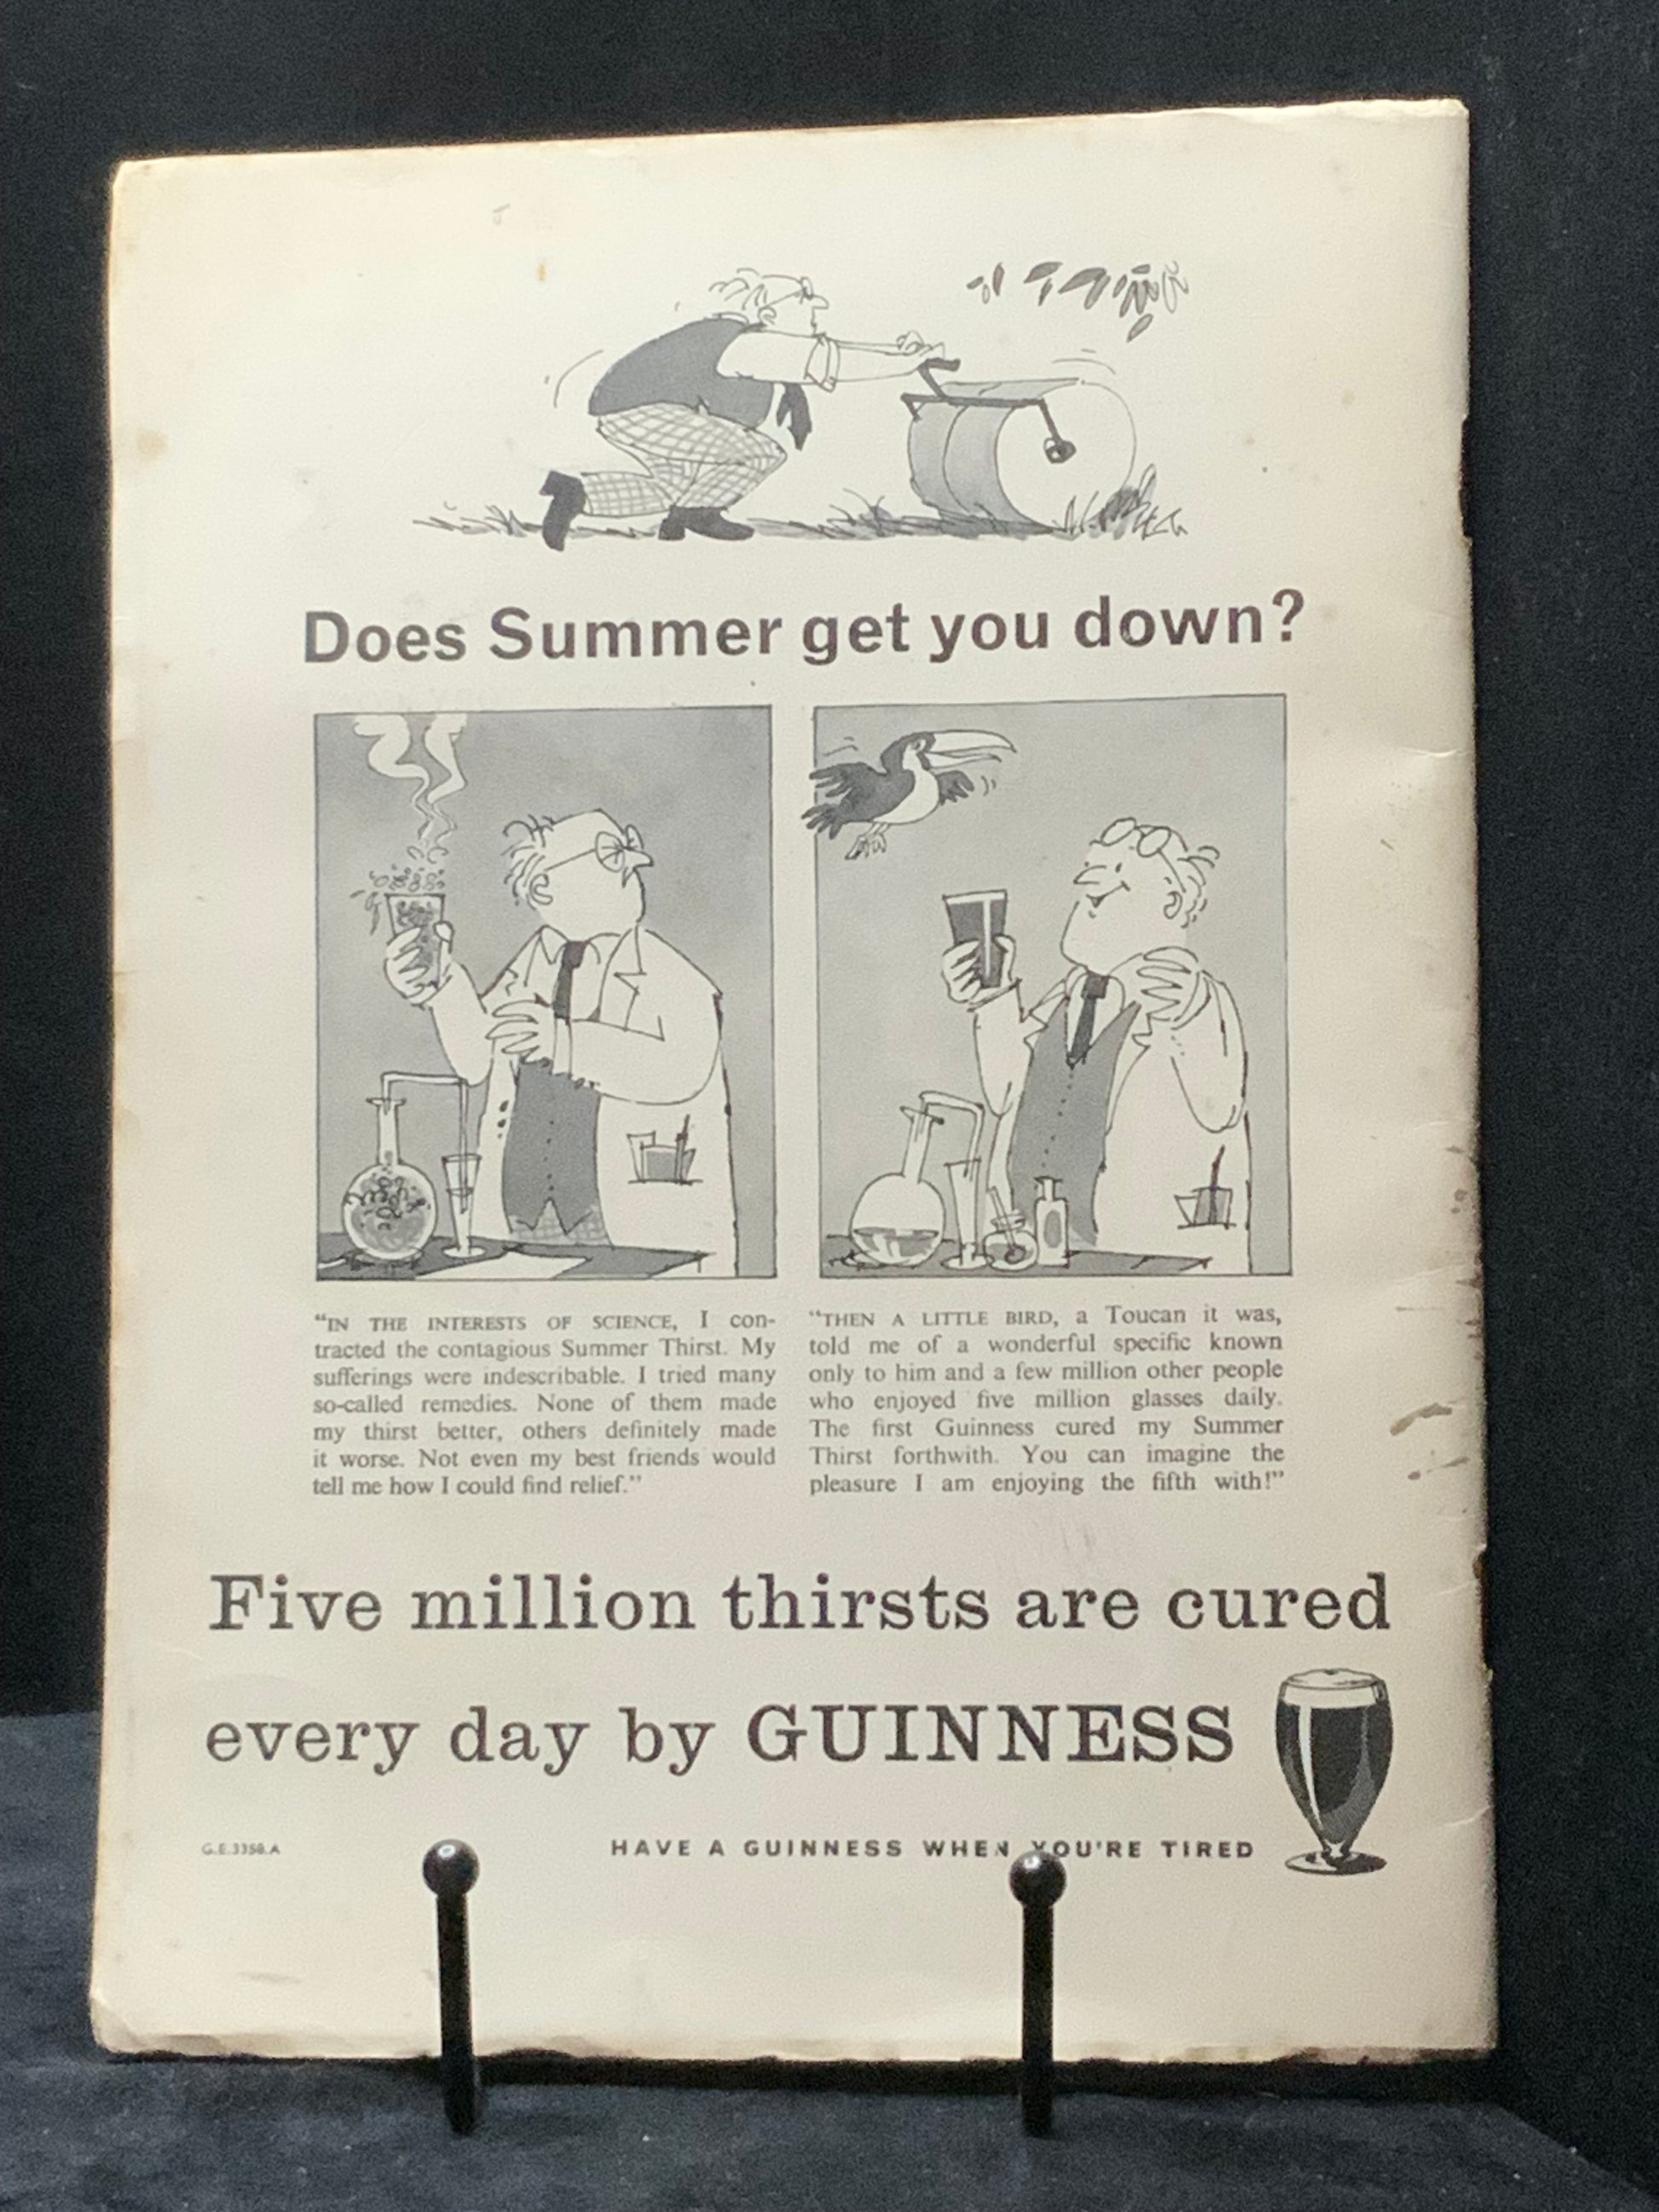 Does Summer get you down?
“IN THE INTERESTS OF SCIENCE, I con-
tracted the contagious Summer Thirst. My
sufferings were indescribable. I tried many
so-called remedies. None of them made
my thirst better, others definitely made
it worse. Not even my best friends would
tell me how I could find relief.”
“THEN A LITTLE BIRD, a Toucan it was,
told me of a wonderful specific known
only to him and a few million other people
who enjoyed five million glasses daily.
The first Guinness cured my Summer
Thirst forthwith. You can imagine the
pleasure I am enjoying the fifth with!”
Five million thirsts are cured
every day by GUINNESS
G.E.3358.A
HAVE A GUINNESS WHEN YOU'RE TIRED